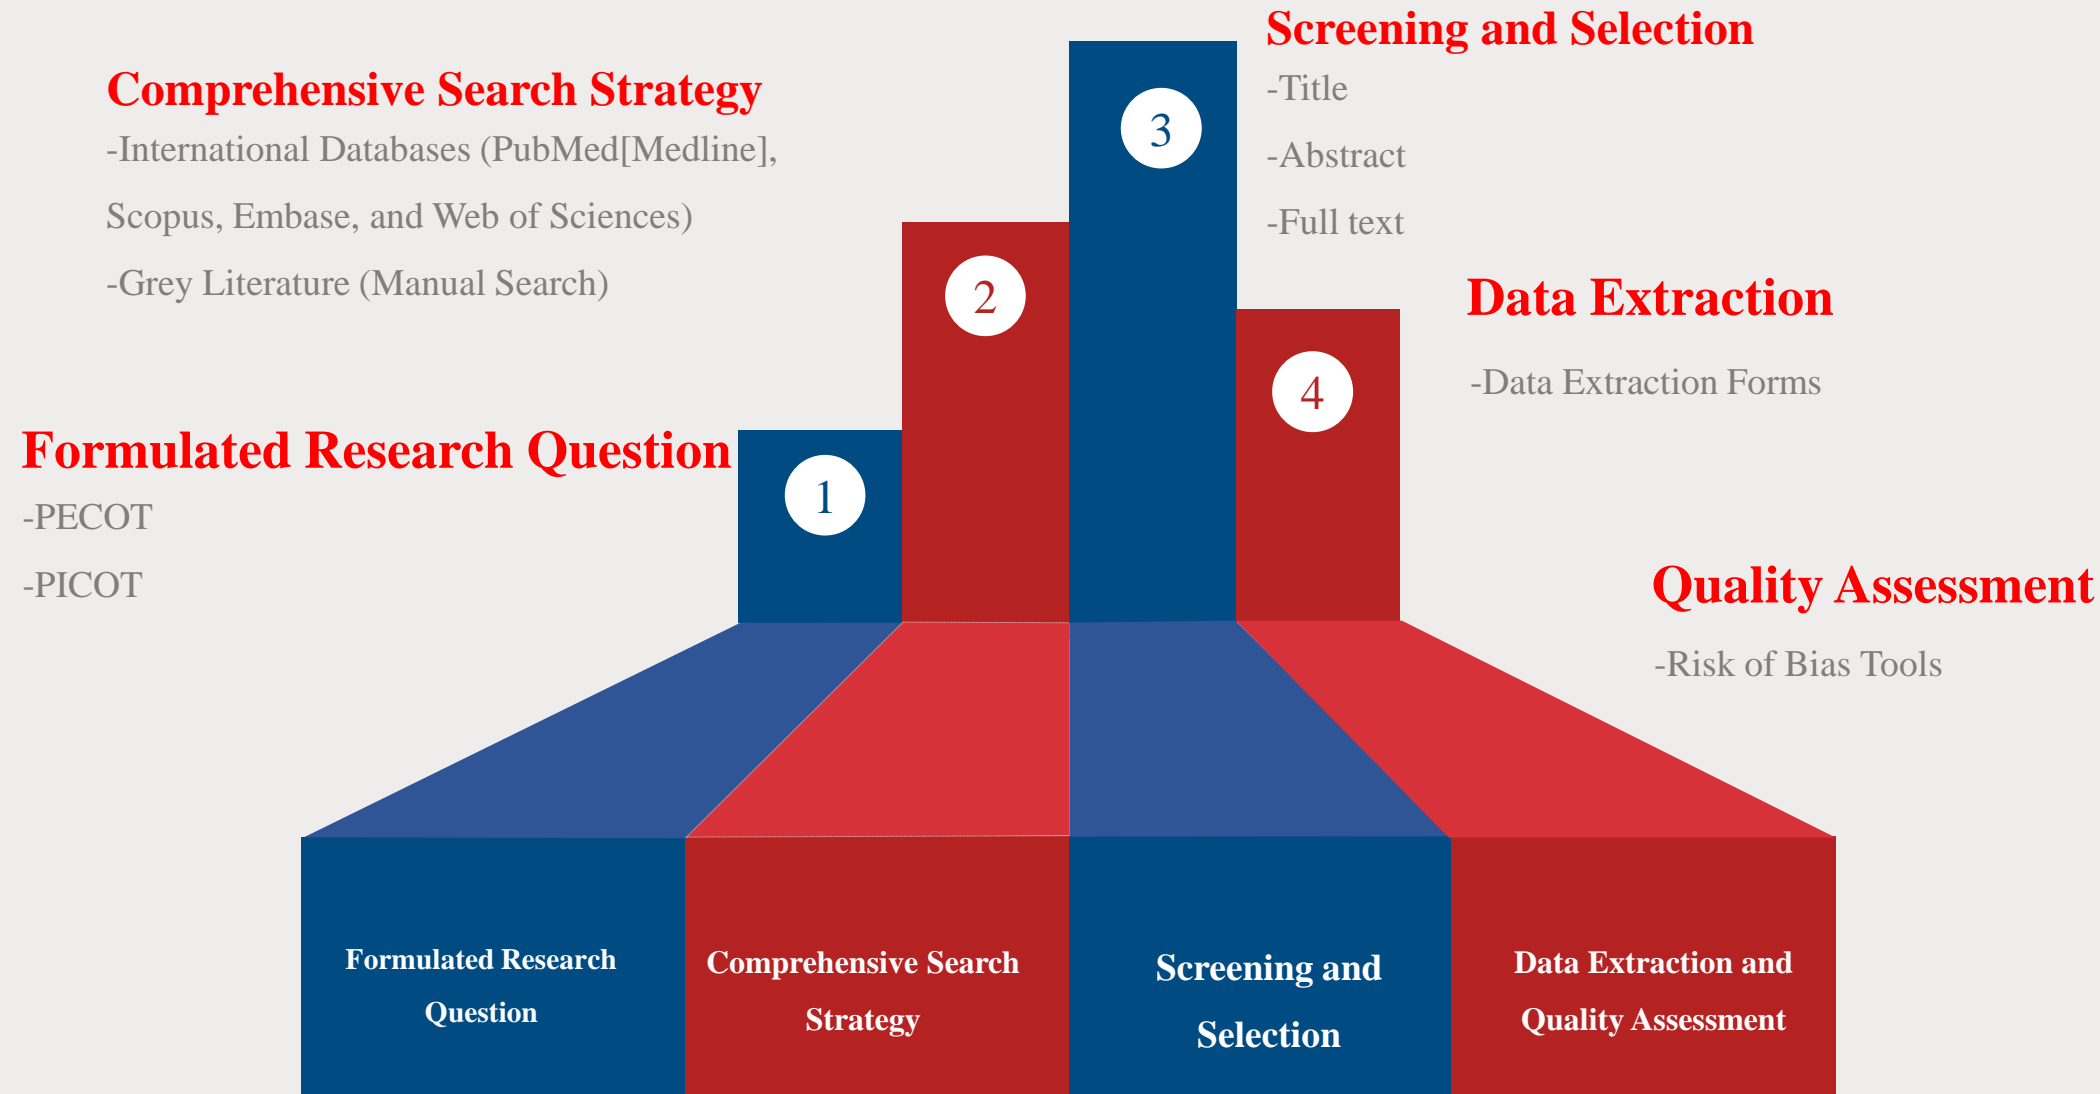 Comprehensive Search Strategy
-International Databases (PubMed[Medline],
Scopus, Embase, and Web of Sciences)
-Grey Literature (Manual Search)
Formulated Research Question
-PECOT
-PICOT
1
2
3
4
Screening and Selection
-Title
-Abstract
-Full text
Data Extraction
-Data Extraction Forms
Quality Assessment
-Risk of Bias Tools
Formulated Research
Question
Comprehensive Search
Strategy
Screening and
Selection
Data Extraction and
Quality Assessment